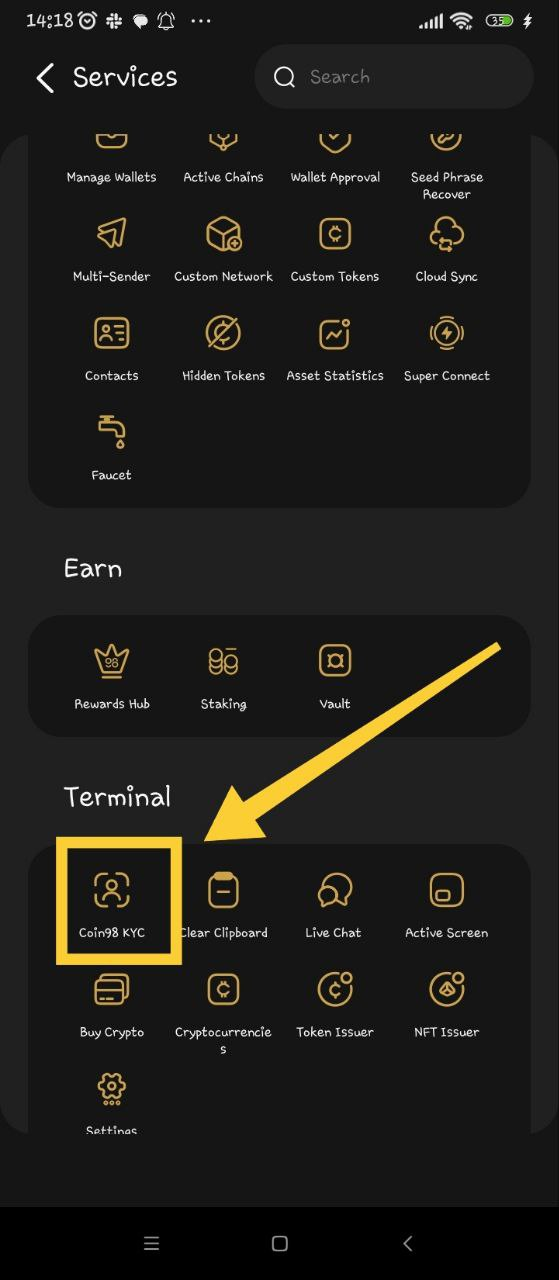 14:18
35
Services
Search
Manage Wallets
Active Chains
Wallet Approval
Seed Phrase
Recover
Multi-Sender
Custom Network
Custom Tokens
Cloud Sync
Contacts
Hidden Tokens
Asset Statistics
Super Connect
Faucet
Earn
98
Rewards Hub
Staking
Vault
Terminal
Coin98 KYC
Clear Clipboard
Live Chat
Active Screen
Buy Crypto
Cryptocurrencie
s
Token Issuer
NFT Issuer
Settings